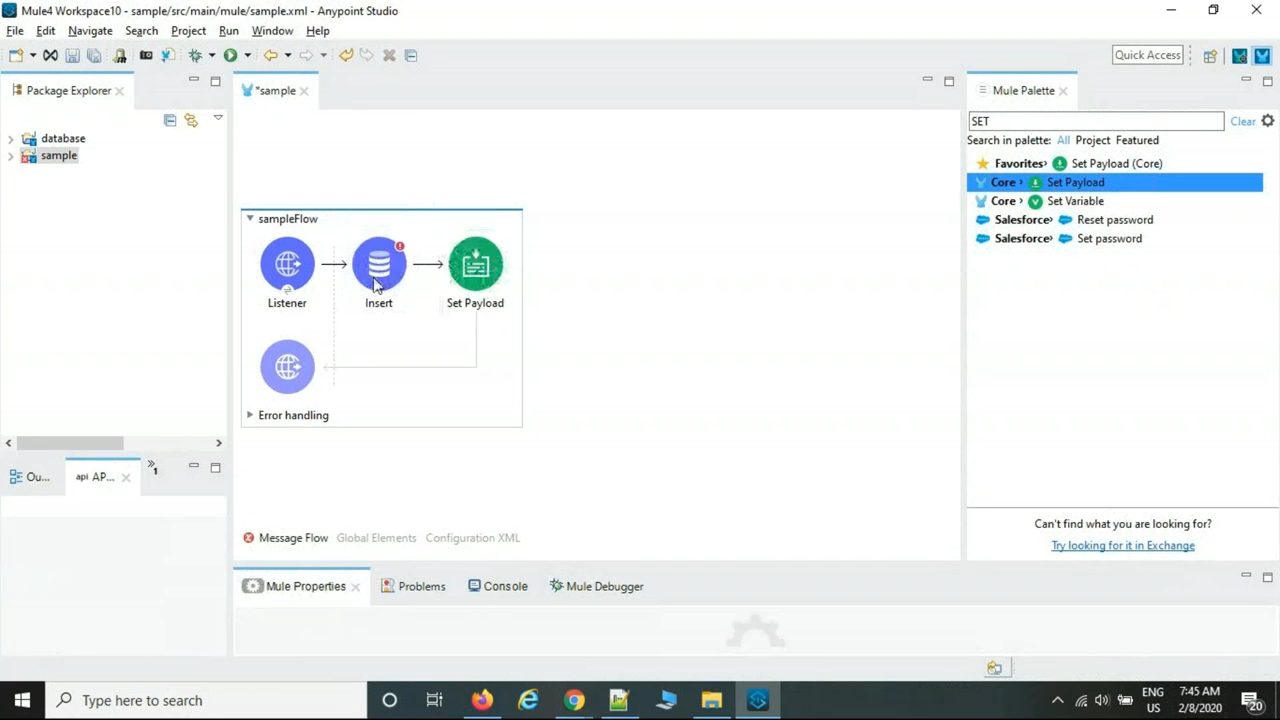 Mule4 Workspace10 - sample/src/main/mule/sample.xml - Anypoint Studio
File Edit Navigate Search Project Run Window Help
Quick Access
Package Explorer
database
sample
*sample
sampleFlow
Listener
Insert
Set Payload
Error handling
Message Flow Global Elements Configuration XML
Mule Palette
SET
Clear
Search in palette: All Project Featured
Favorites› Set Payload (Core)
Core › Set Payload
Core › Set Variable
Salesforce› Reset password
Salesforce› Set password
Can't find what you are looking for?
Try looking for it in Exchange
Ou...
api AP...
»1
Mule Properties
Problems
Console
Mule Debugger
Type here to search
ENG
US
7:45 AM
2/8/2020
20